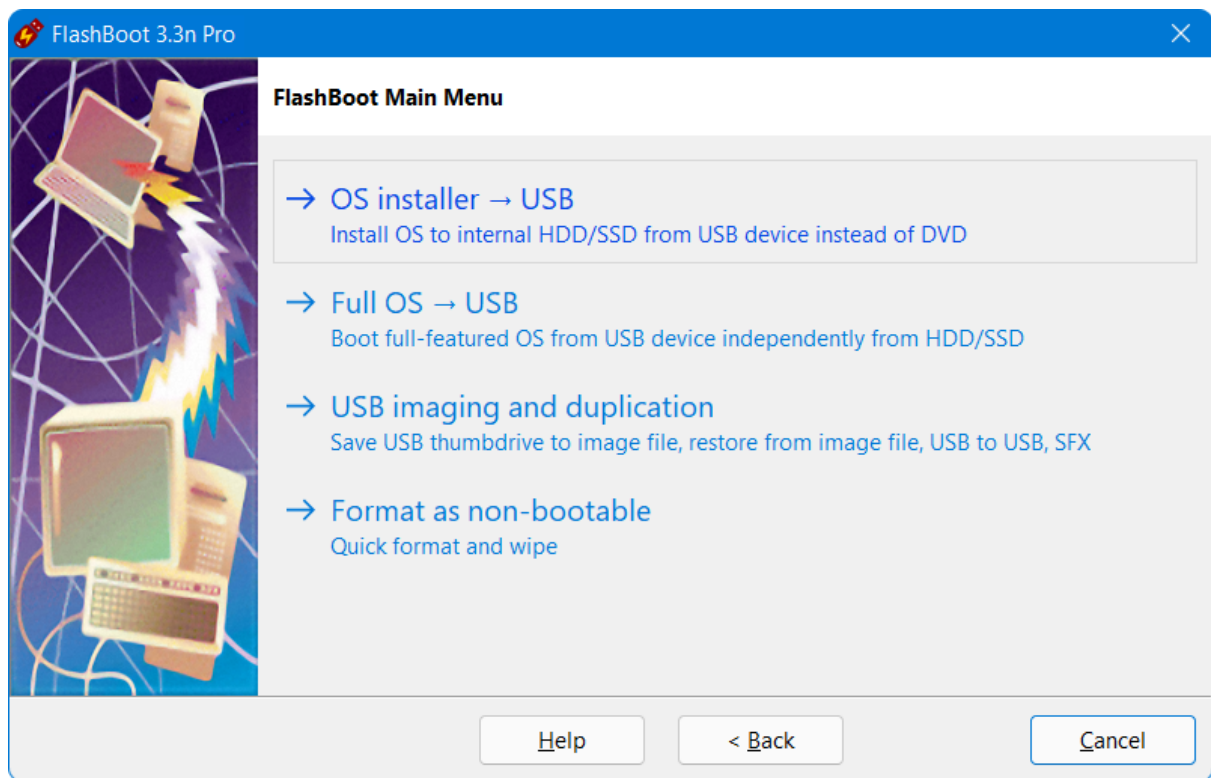 FlashBoot 3.3n Pro
FlashBoot Main Menu
→ OS installer → USB
Install OS to internal HDD/SSD from USB device instead of DVD
→ Full OS → USB
Boot full-featured OS from USB device independently from HDD/SSD
→ USB imaging and duplication
Save USB thumbdrive to image file, restore from image file, USB to USB, SFX
→ Format as non-bootable
Quick format and wipe
Help
< Back
Cancel